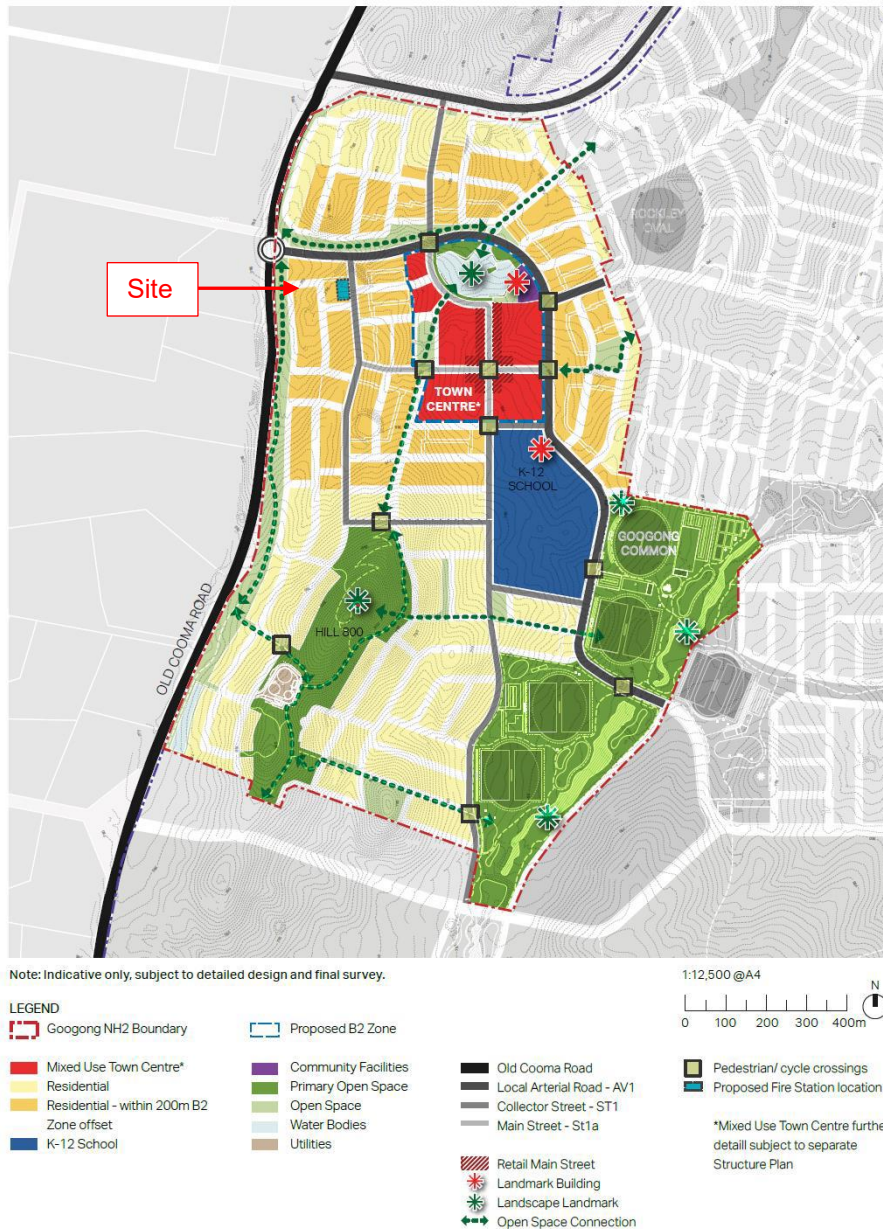 ROCKLEY
OVAL
Site
TOWN
CENTRE*
K-12
SCHOOL
GOOGONG
COMMON
HILL 800
OLD COOMA ROAD
Note: Indicative only, subject to detailed design and final survey.
1:12,500 @A4
N
0 100 200 300 400m
LEGEND
Googong NH2 Boundary
Proposed B2 Zone
Mixed Use Town Centre*
Residential
Residential - within 200m B2
Zone offset
K-12 School
Community Facilities
Primary Open Space
Open Space
Water Bodies
Utilities
Old Cooma Road
Local Arterial Road - AV1
Collector Street - ST1
Main Street - St1a
Retail Main Street
Landmark Building
Landscape Landmark
Open Space Connection
Pedestrian/ cycle crossings
Proposed Fire Station location
*Mixed Use Town Centre furthe
detaill subject to separate
Structure Plan